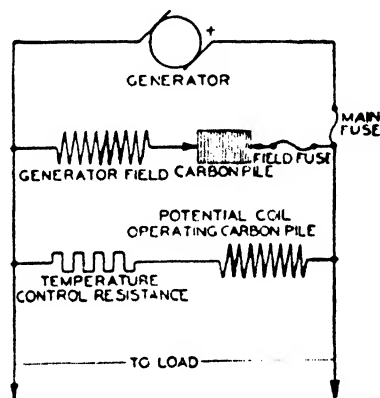 +
GENERATOR
MAIN
FUSE
GENERATOR FIELD
CARBON PILE
FIELD FUSE
POTENTIAL COIL
OPERATING CARBON PILE
TEMPERATURE
CONTROL RESISTANCE
TO LOAD